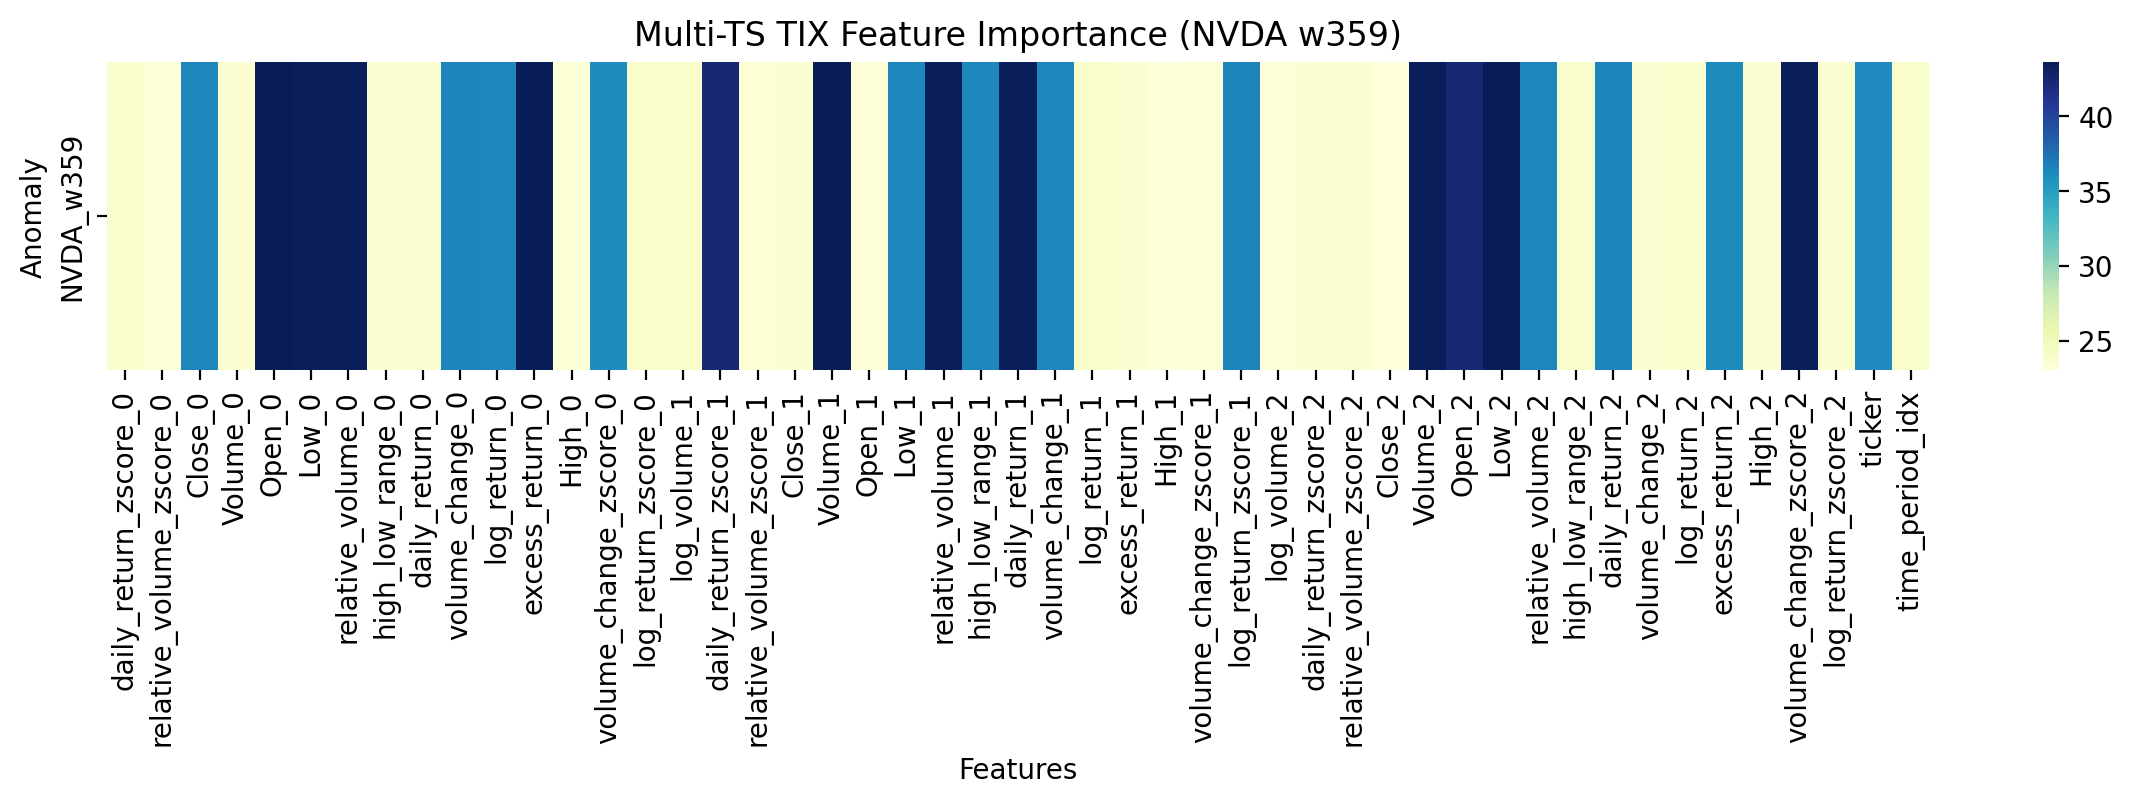 Multi-TS TIX Feature Importance (NVDA w359)
Anomaly
NVDA_w359
40
35
30
25
daily_return_zscore_0
relative_volume_zscore_0
Close_0
Volume_0
Open_0
Low_0
relative_volume_0
high_low_range_0
daily_return_0
volume_change_0
log_return_0
excess_return_0
High_0
volume_change_zscore_0
log_return_zscore_0
log_volume_1
daily_return_zscore_1
relative_volume_zscore_1
Close_1
Volume_1
Open_1
Low_1
relative_volume_1
high_low_range_1
daily_return_1
volume_change_1
log_return_1
excess_return_1
High_1
volume_change_zscore_1
log_return_zscore_1
log_volume_2
daily_return_zscore_2
relative_volume_zscore_2
Close_2
Volume_2
Open_2
Low_2
relative_volume_2
high_low_range_2
daily_return_2
volume_change_2
log_return_2
excess_return_2
High_2
volume_change_zscore_2
log_return_zscore_2
ticker
time_period_idx
Features